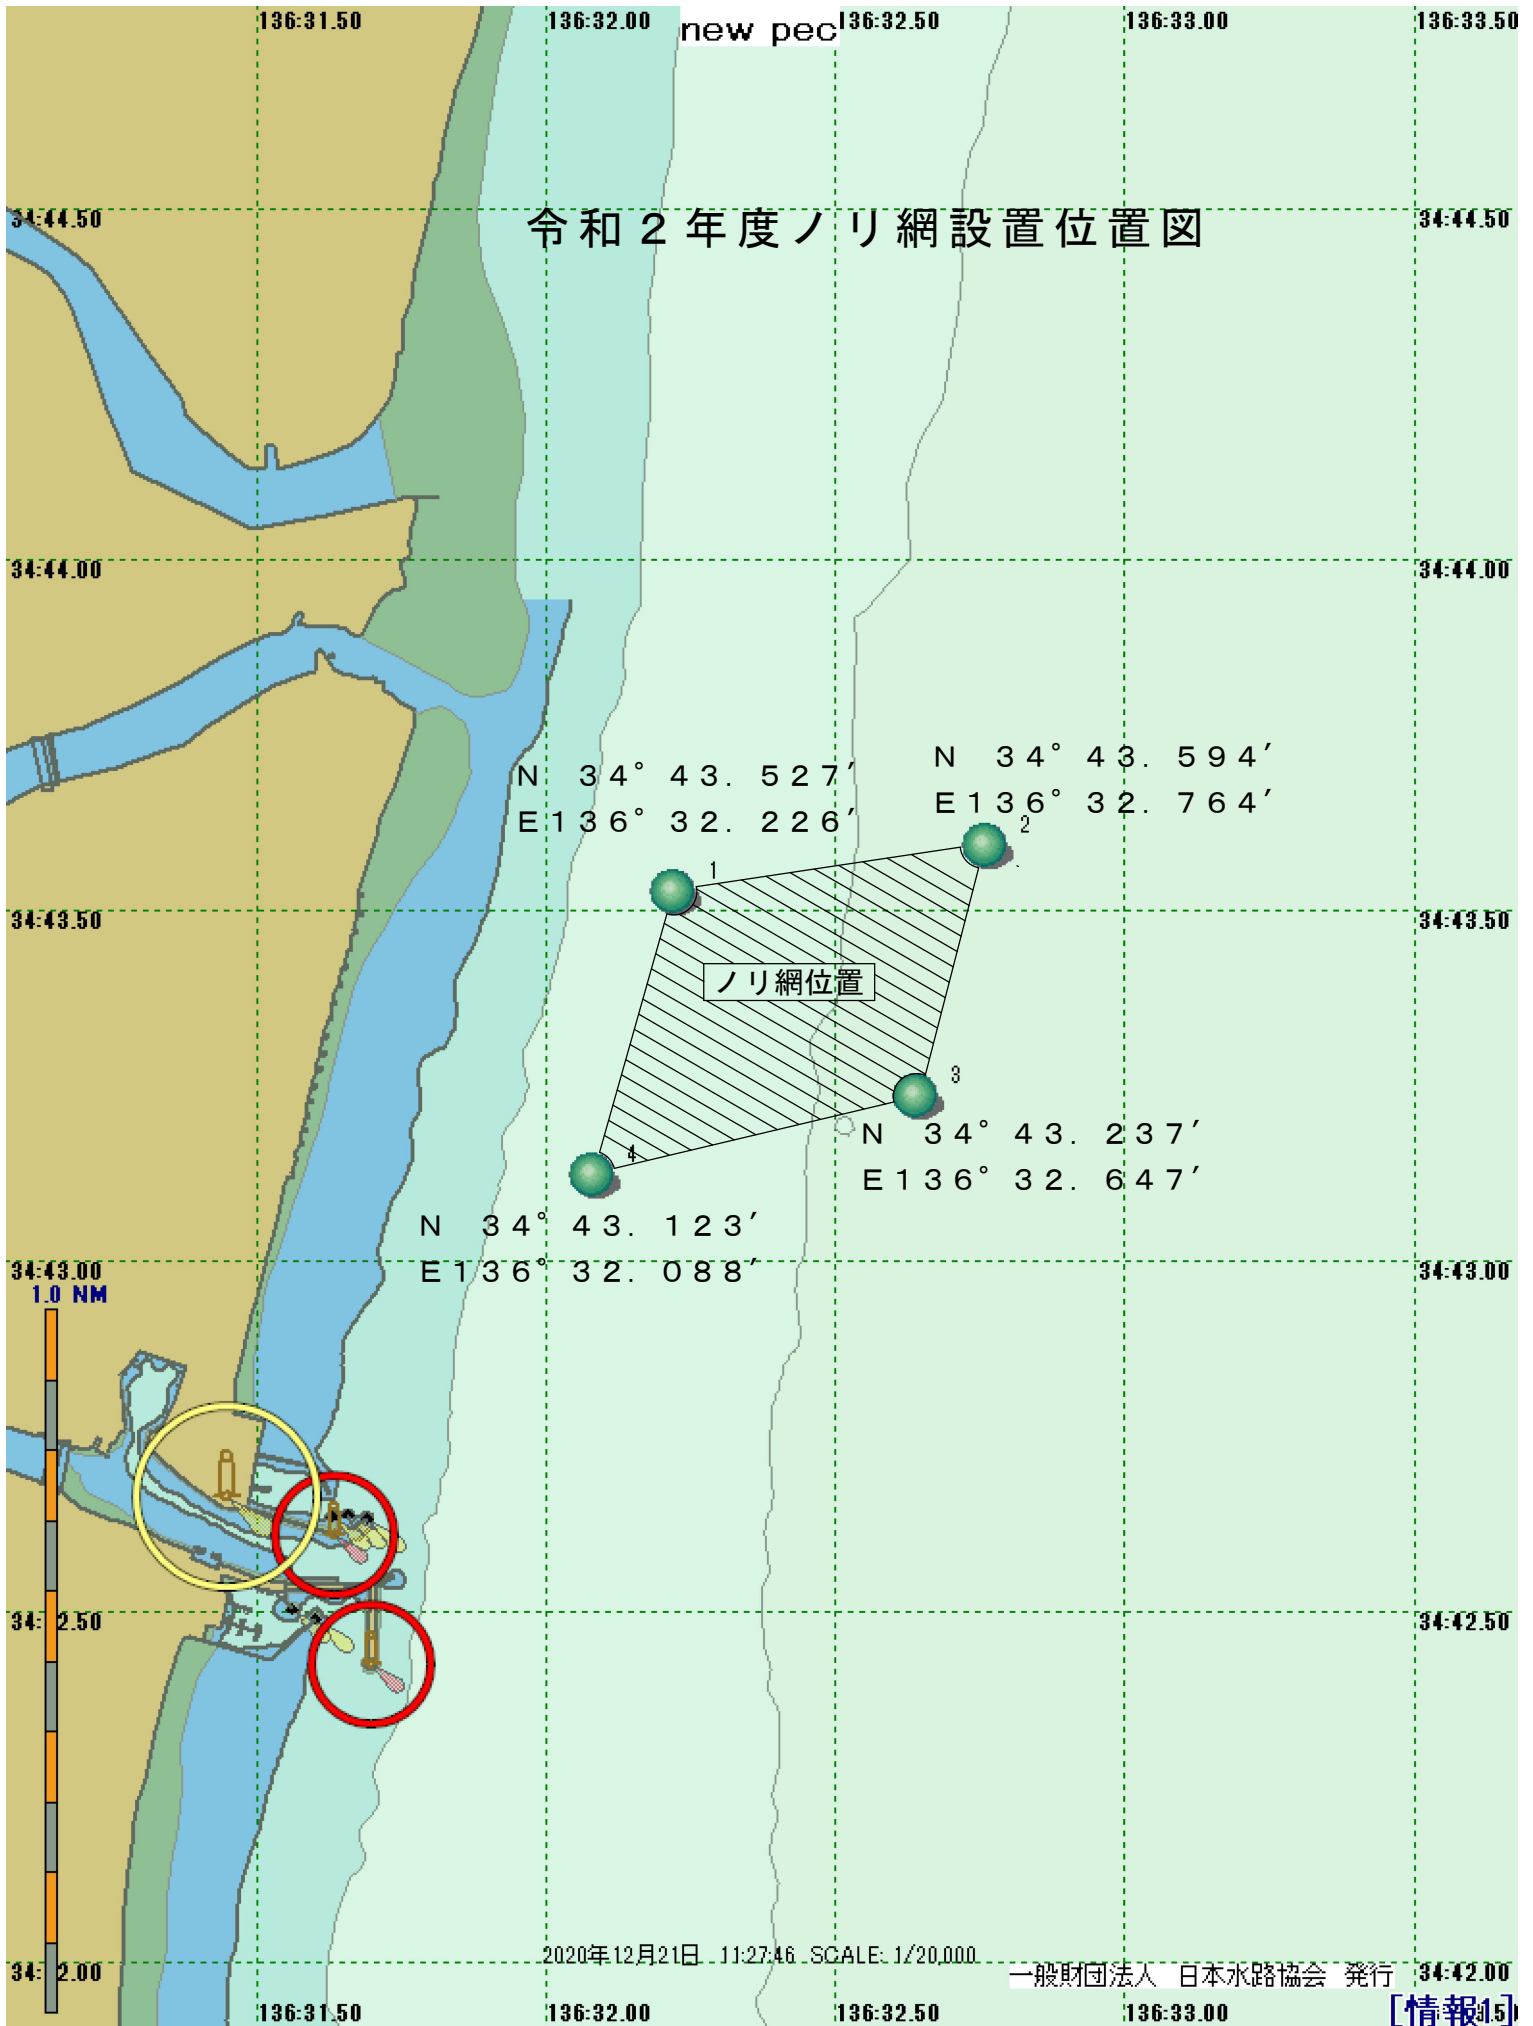 136:31.50 136:32.00 new pec 136:32.50 136:33.00 136:33.50
34:44.50 34:44.50
令和２年度ノリ網設置位置図
34:44.00 34:44.00
N 34° 43. 594′
E136° 32. 764′
2
N 34° 43. 527′
E136° 32. 226′
1
34:43.50 34:43.50
ノリ網位置
3
N 34° 43. 237′
E136° 32. 647′
4
N 34° 43. 123′
E136° 32. 088′
34:43.00 34:43.00
1.0 NM
34: 2.50 34:42.50
2020年12月21日 11:27:46 SCALE: 1/20,000
34: 2.00 34:42.00
一般財団法人 日本水路協会 発行
136:31.50 136:32.00 136:32.50 136:33.00
[情報1]